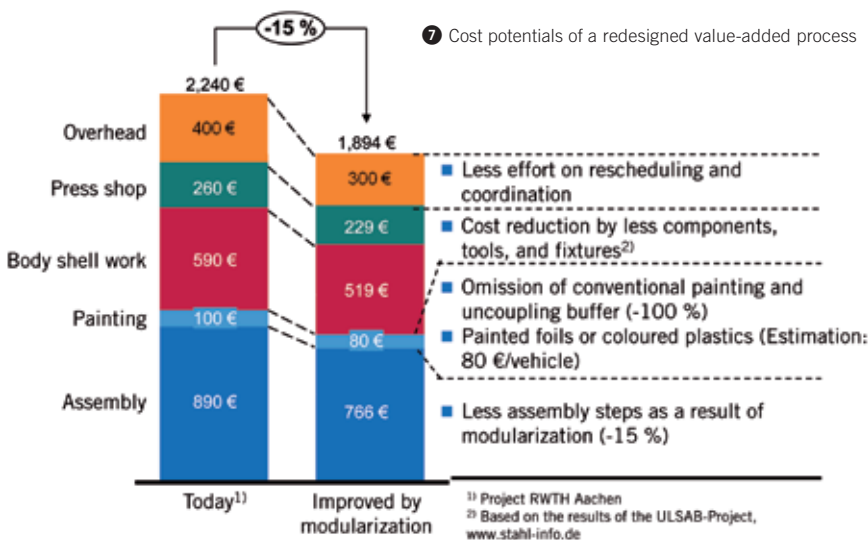 -15 %
7 Cost potentials of a redesigned value-added process
2,240 €
1,894 €
Overhead
400 €
300 €
Less effort on rescheduling and
coordination
Press shop
260 €
229 €
Cost reduction by less components,
tools, and fixtures2)
Body shell work
590 €
519 €
Omission of conventional painting and
uncoupling buffer (-100 %)
Painting
100 €
80 €
Painted foils or coloured plastics (Estimation:
80 €/vehicle)
Assembly
890 €
766 €
Less assembly steps as a result of
modularization (-15 %)
Today1)
Improved by
modularization
1) Project RWTH Aachen
2) Based on the results of the ULSAB-Project,
www.stahl-info.de